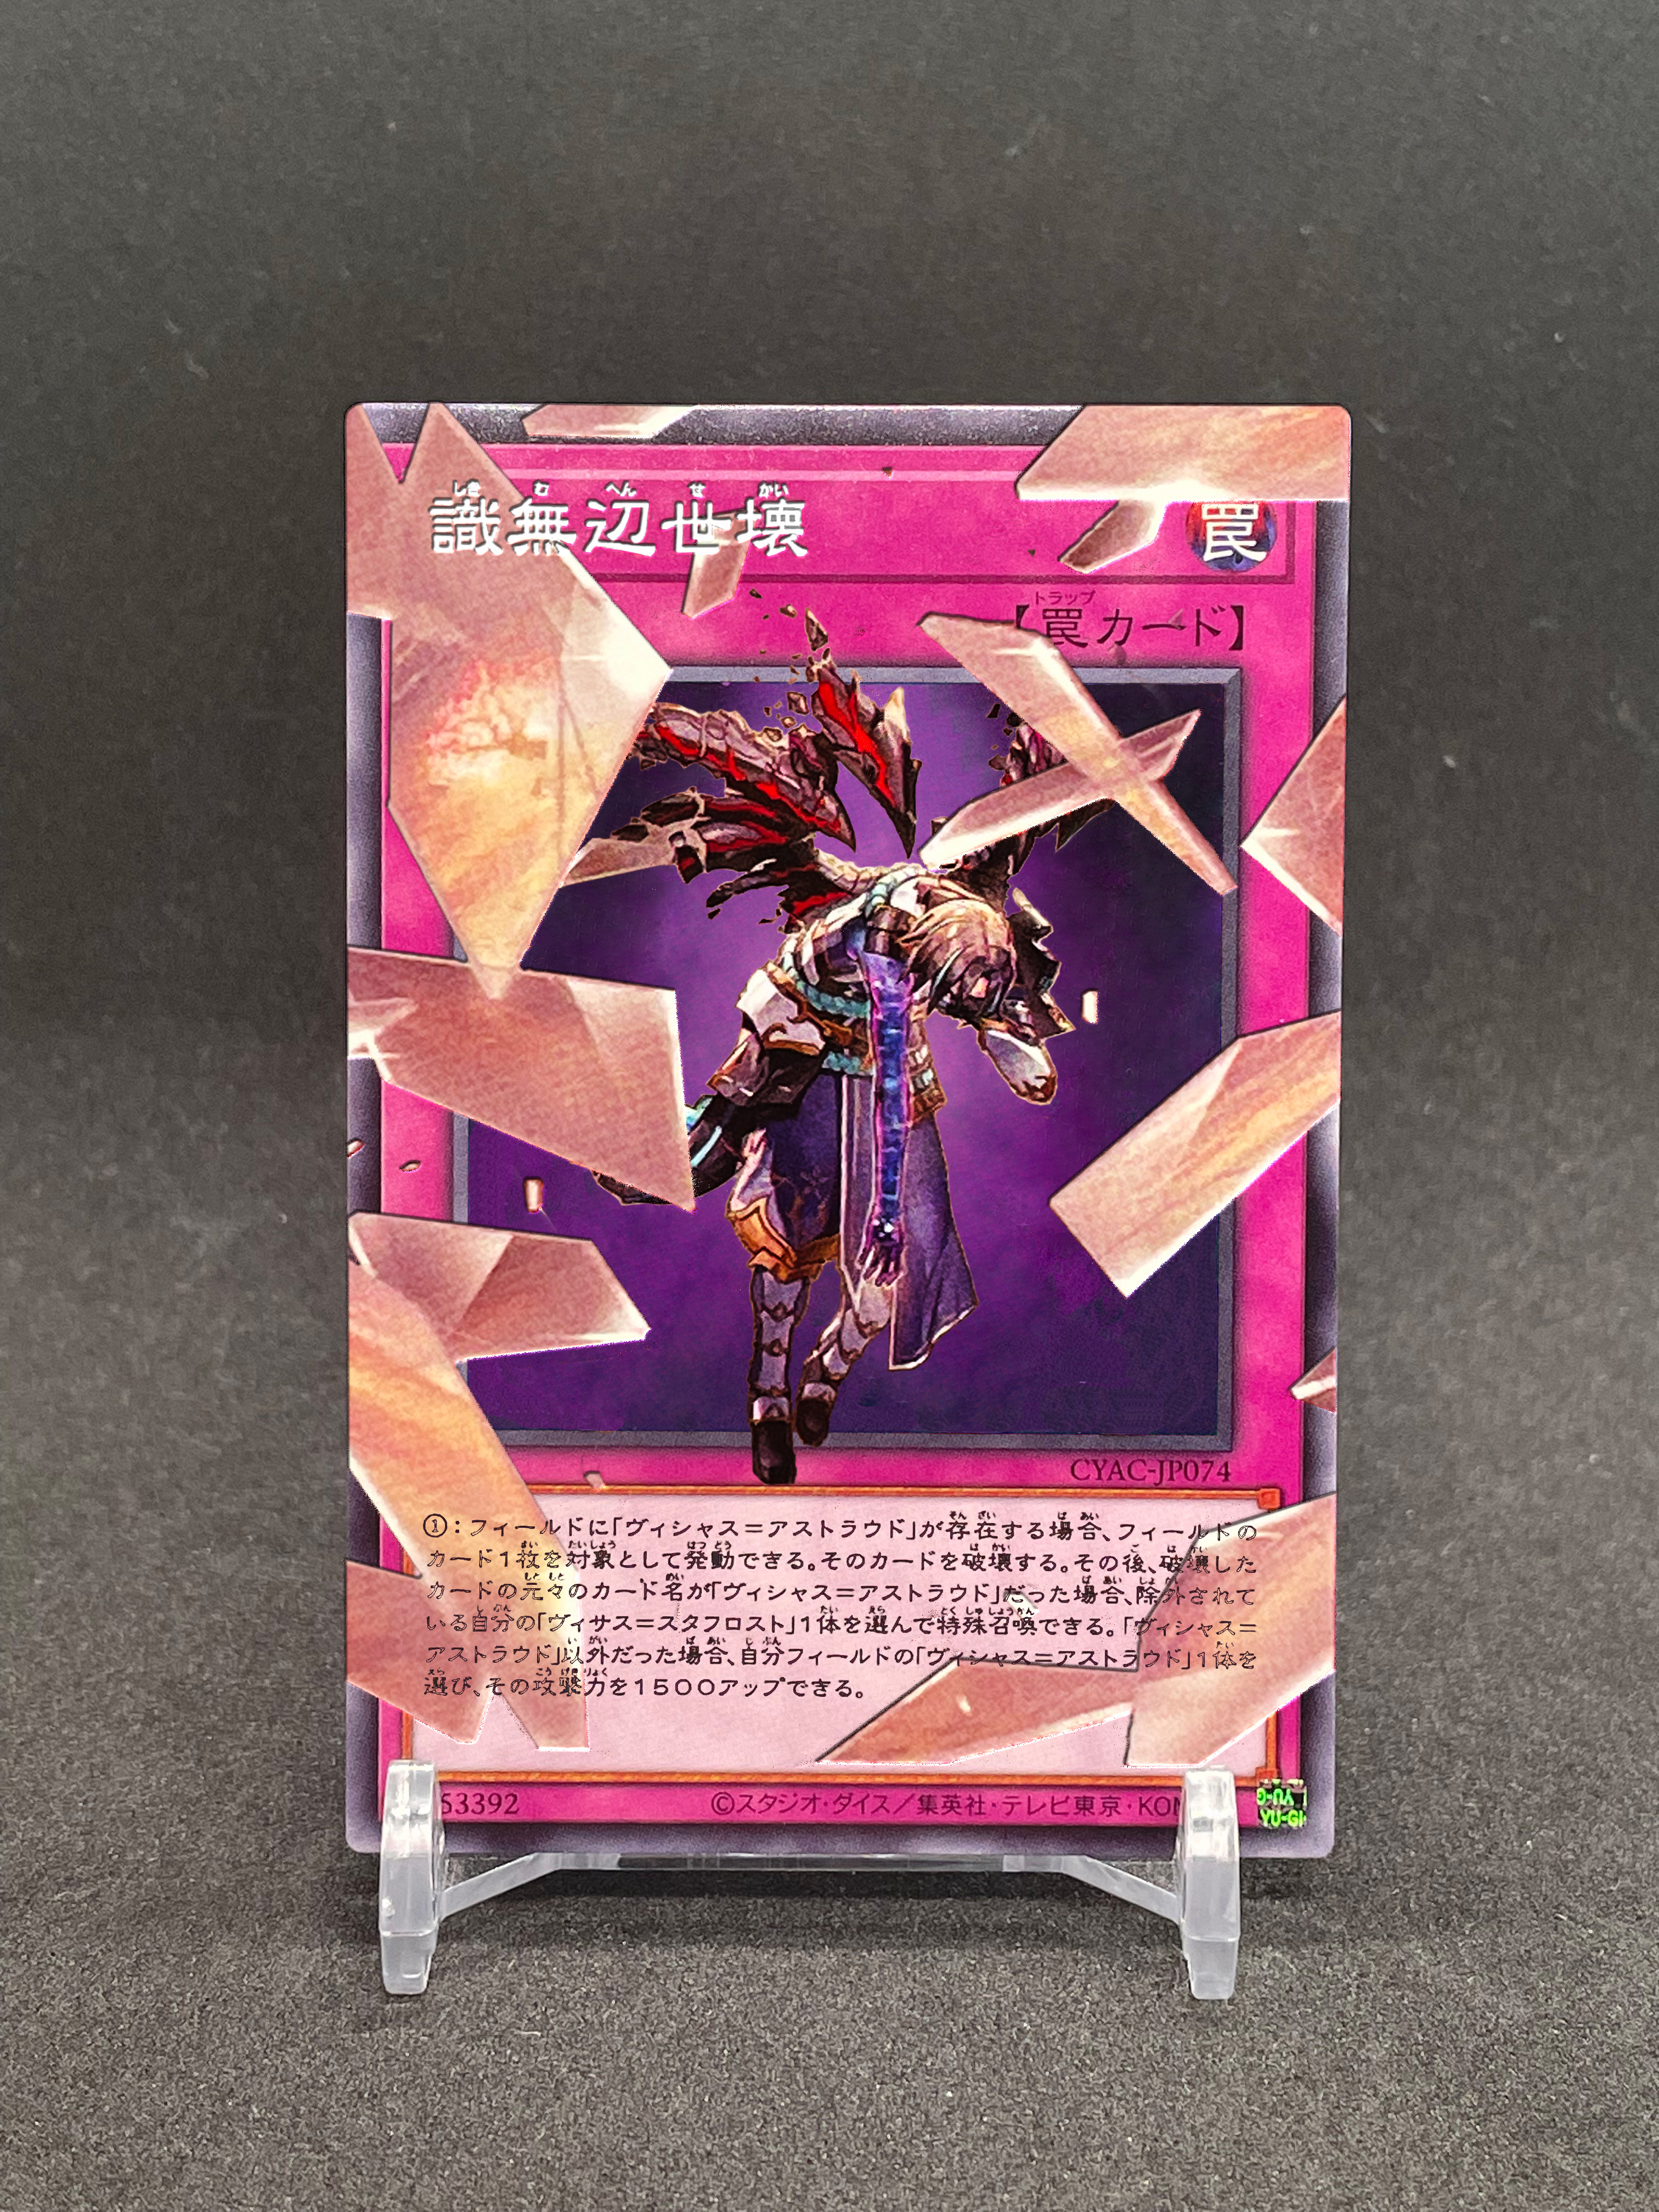 識無辺世壊
【罠カード】
罠
CYAC-JP074
①:フィールドに「ヴィシャス=アストラウド」が存在する場合、フィールドの
カード1枚を対象として発動できる。そのカードを破壊する。その後、破壊した
カードの元々のカード名が「ヴィシャス=アストラウド」だった場合、除外されて
いる自分の「ヴィサス=スタフロスト」1体を選んで特殊召喚できる。「ヴィシャス=
アストラウド」以外だった場合、自分フィールドの「ヴィシャス=アストラウド」1体を
選び、その攻撃力を1500アップできる。
53392
©スタジオ・ダイス/集英社・テレビ東京・KON
YU-GI